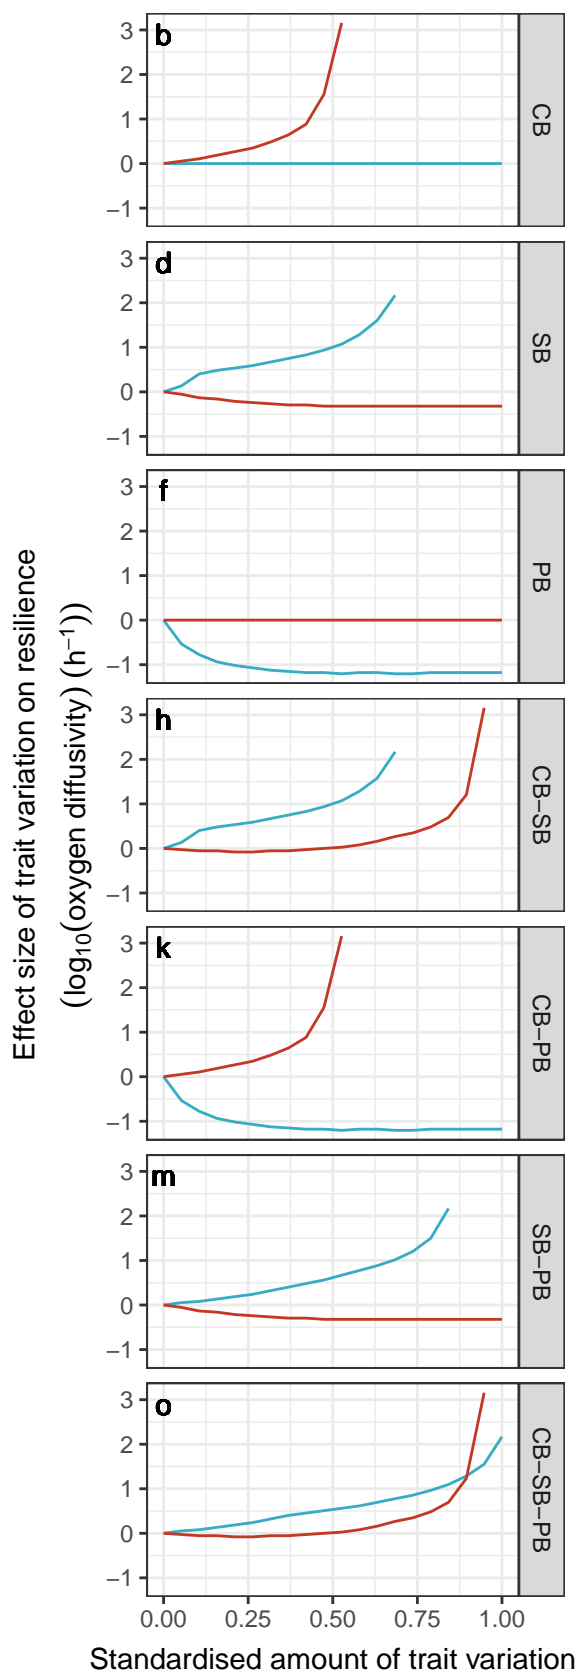 b
3
2
1
0
−1
CB
d
3
2
1
0
−1
SB
f
3
2
1
0
−1
PB
h
3
2
1
0
−1
CB−SB
k
3
2
1
0
−1
CB−PB
m
3
2
1
0
−1
SB−PB
o
3
2
1
0
−1
CB−SB−PB
0.00 0.25 0.50 0.75 1.00
Standardised amount of trait variation
Effect size of trait variation on resilience
(log₁₀(oxygen diffusivity) (h⁻¹))